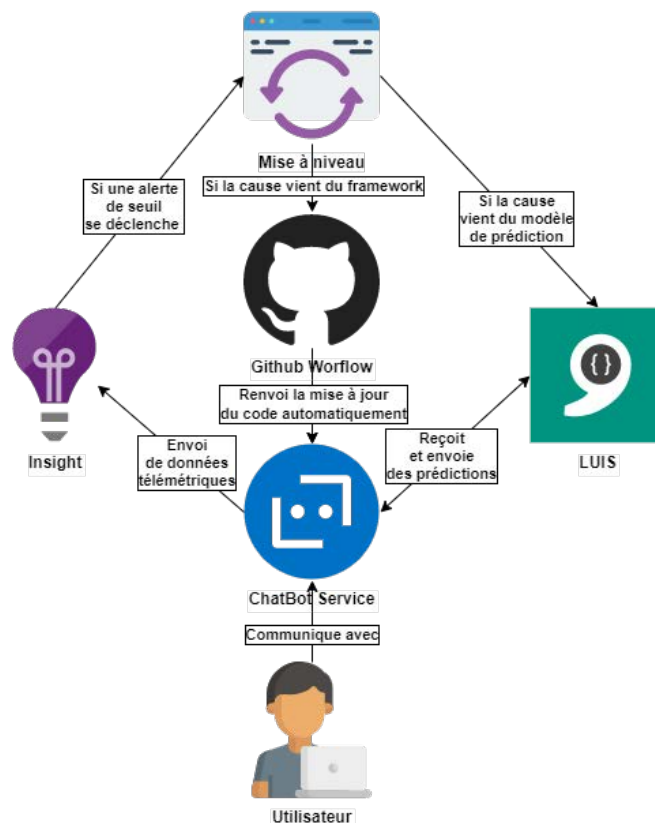 Mise à niveau
Si la cause vient du framework
Si une alerte
de seuil
se déclenche
Si la cause
vient du modèle
de prédiction
{}
Github Worflow
Renvoi la mise à jour
du code automatiquement
Insight
Envoi
de données
télémétriques
Reçoit
et envoie
des prédictions
LUIS
ChatBot Service
Communique avec
Utilisateur